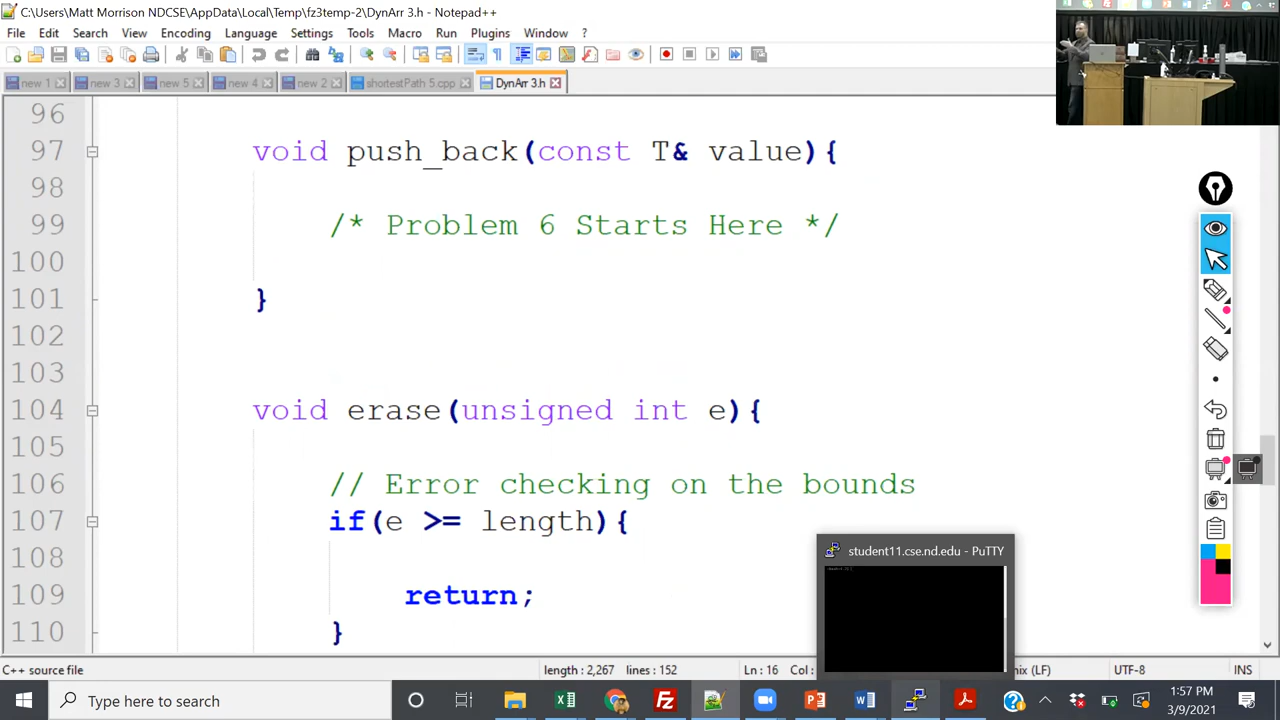 C:\Users\Matt Morrison NDCSE\AppData\Local\Temp\fz3temp-2\DynArr 3.h - Notepad++
File Edit Search View Encoding Language Settings Tools Macro Run Plugins Window ?
new 1 new 3 new 5 new 4 new 2 shortestPath 5.cpp DynArr 3.h
96
97 void push_back(const T& value){
98
99 /* Problem 6 Starts Here */
100
101 }
102
103
104 void erase(unsigned int e){
105
106 // Error checking on the bounds
107 if(e >= length){
108
109 return;
110 }
student11.cse.nd.edu - PuTTY
C++ source file length : 2,267 lines : 152 Ln : 16 Col : nix (LF) UTF-8 INS
Type here to search
1:57 PM
3/9/2021